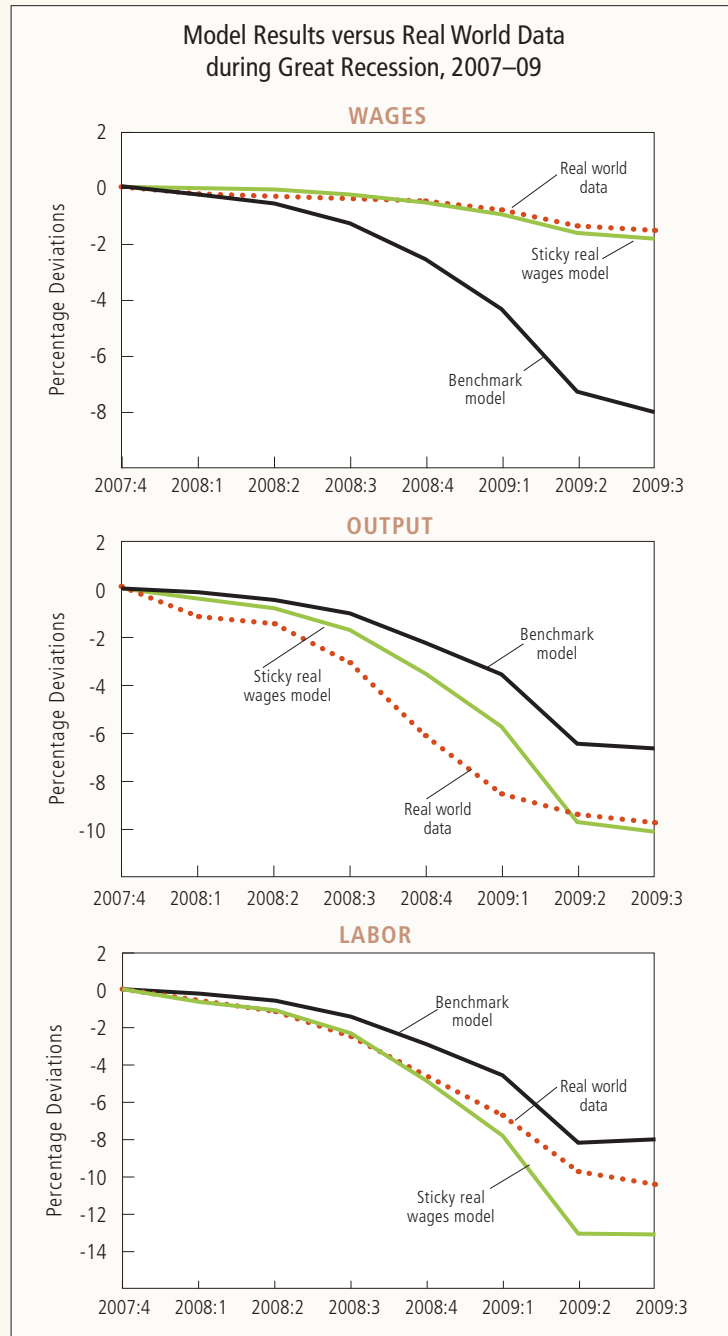 Model Results versus Real World Data
during Great Recession, 2007–09
WAGES
Percentage Deviations
2
0
-2
-4
-6
-8
Real world
data
Sticky real
wages model
Benchmark
model
2007:4 2008:1 2008:2 2008:3 2008:4 2009:1 2009:2 2009:3
OUTPUT
Percentage Deviations
2
0
-2
-4
-6
-8
-10
Benchmark
model
Sticky real
wages model
Real world
data
2007:4 2008:1 2008:2 2008:3 2008:4 2009:1 2009:2 2009:3
LABOR
Percentage Deviations
2
0
-2
-4
-6
-8
-10
-12
-14
Benchmark
model
Real world
data
Sticky real
wages model
2007:4 2008:1 2008:2 2008:3 2008:4 2009:1 2009:2 2009:3